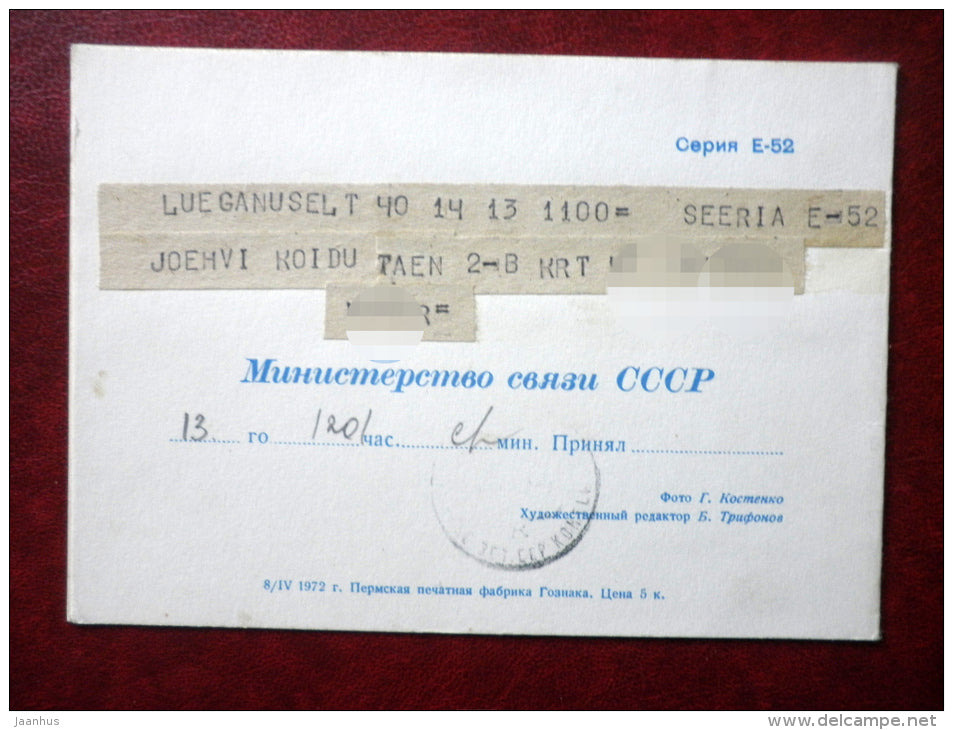 Серия Е-52
LUEGANUSELT 40 14 13 1100= SEERIA E-52
JOEHVI KOIDU TAEN 2-B KRT
R=
Министерство связи СССР
13 го 1201 час. мин. Принял
Фото Г. Костенко
Художественный редактор Б. Трифонов
ЭСТ.ССР
8/IV 1972 г. Пермская печатная фабрика Гознака. Цена 5 к.
Jaanhus
www.delcampe.net